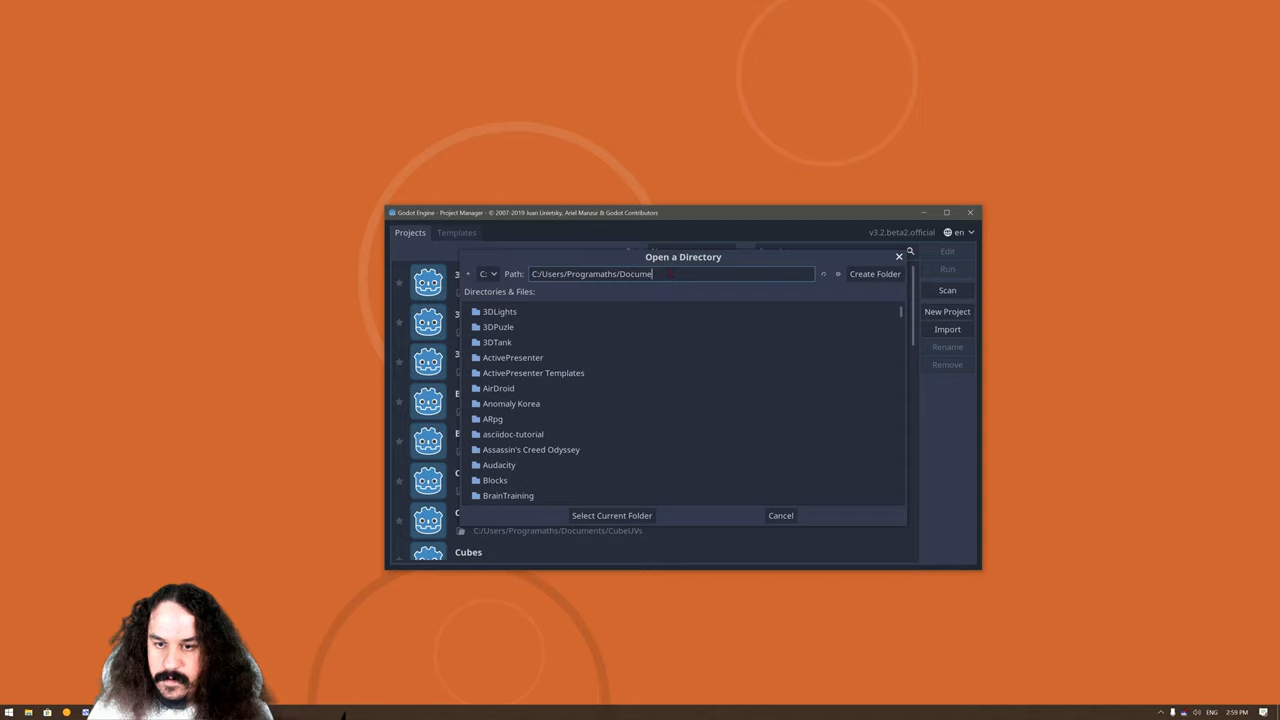 Godot Engine - Project Manager - © 2007-2019 Juan Linietsky, Ariel Manzur & Godot Contributors
Projects
Templates
v3.2.beta2.official
en
Open a Directory
Edit
C:
Path:
C:/Users/Programaths/Docume
Create Folder
Run
Directories & Files:
Scan
3DLights
New Project
3DPuzle
Import
3DTank
Rename
ActivePresenter
Remove
ActivePresenter Templates
AirDroid
Anomaly Korea
ARpg
asciidoc-tutorial
Assassin's Creed Odyssey
Audacity
Blocks
BrainTraining
Select Current Folder
Cancel
C:/Users/Programaths/Documents/CubeUVs
Cubes
ENG
2:59 PM